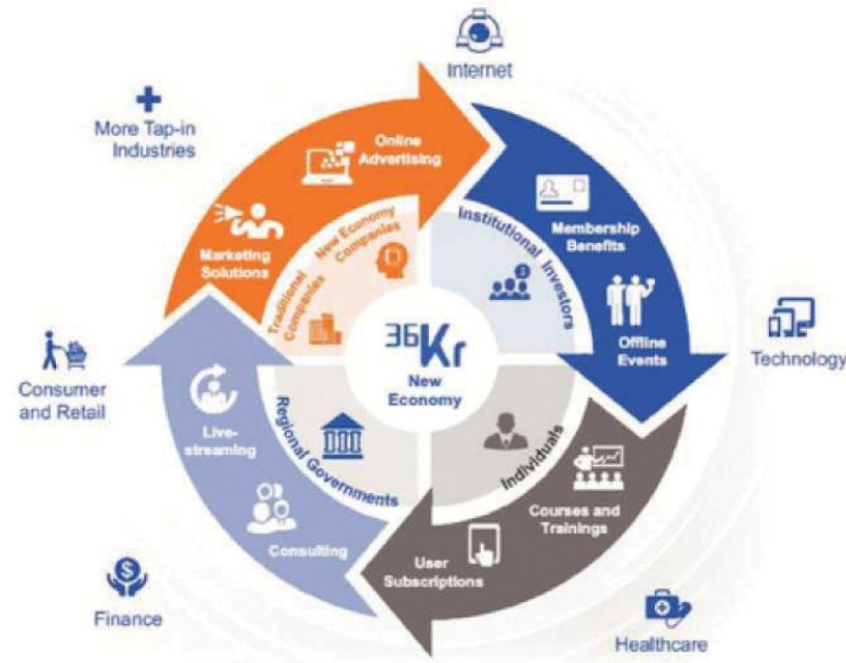 Internet
More Tap-in
Industries
Online
Advertising
Marketing
Solutions
New Economy
Companies
Traditional
Companies
Institutional Investors
Membership
Benefits
Offline
Events
Technology
36Kr
New
Economy
Consumer
and Retail
Live-
streaming
Regional Governments
Individuals
Courses and
Trainings
Consulting
User
Subscriptions
Finance
Healthcare